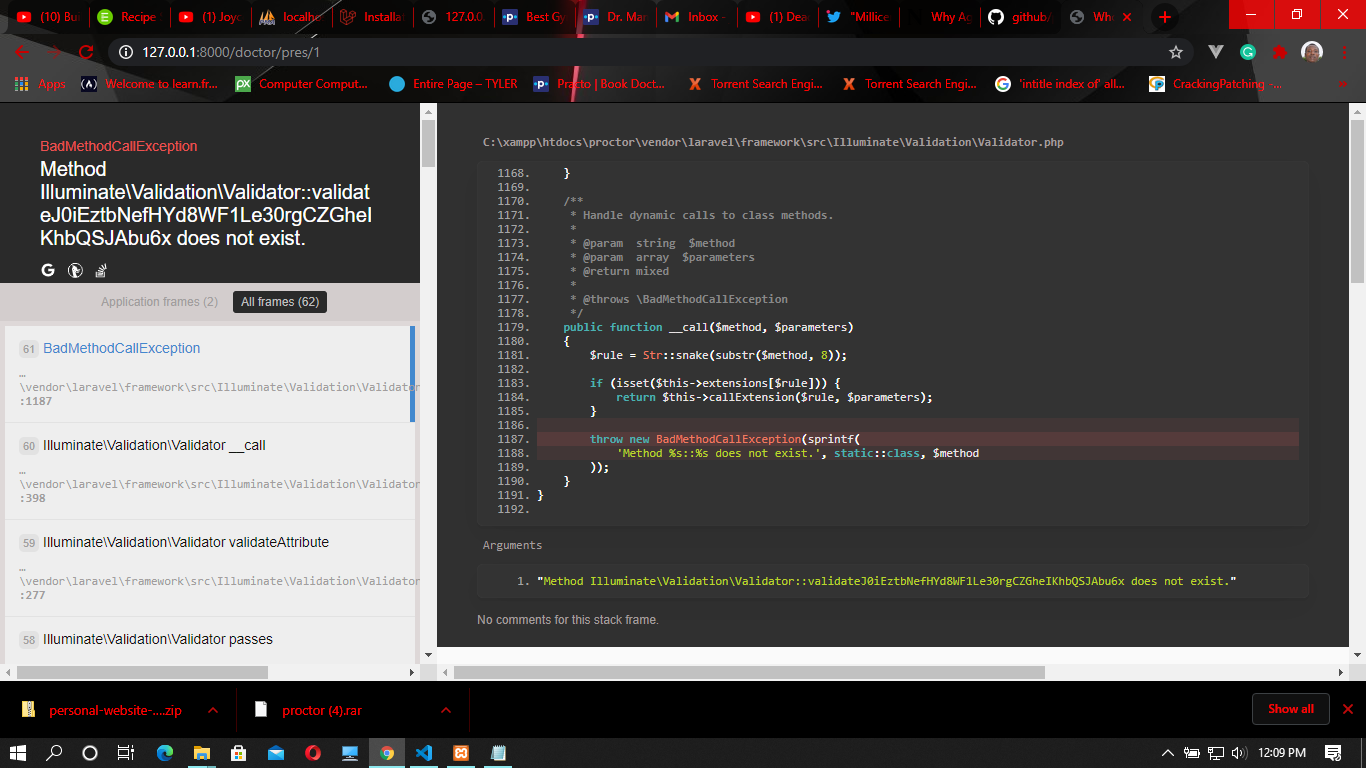 (10) Bu
Recipe
(1) Joyc
localho
Installat
127.0.0
Best Gy
Dr. Mar
Inbox -
(1) Dear
"Millice
Why Ag
github/
Wh
127.0.0.1:8000/doctor/pres/1
Apps
Welcome to learn.fr...
Computer Comput...
Entire Page – TYLER
Practo | Book Doct...
Torrent Search Engi...
Torrent Search Engi...
'intitle index of' all...
CrackingPatching -...
BadMethodCallException
Method
Illuminate\Validation\Validator::validat
eJ0iEztbNefHYd8WF1Le30rgCZGheI
KhbQSJAbu6x does not exist.
Application frames (2)
All frames (62)
61 BadMethodCallException
…
\vendor\laravel\framework\src\Illuminate\Validation\Validator
:1187
60 Illuminate\Validation\Validator __call
…
\vendor\laravel\framework\src\Illuminate\Validation\Validator
:398
59 Illuminate\Validation\Validator validateAttribute
…
\vendor\laravel\framework\src\Illuminate\Validation\Validator
:277
58 Illuminate\Validation\Validator passes
C:\xampp\htdocs\proctor\vendor\laravel\framework\src\Illuminate\Validation\Validator.php
1168.     }
1169.
1170.     /**
1171.      * Handle dynamic calls to class methods.
1172.      *
1173.      * @param  string  $method
1174.      * @param  array  $parameters
1175.      * @return mixed
1176.      *
1177.      * @throws \BadMethodCallException
1178.      */
1179.     public function __call($method, $parameters)
1180.     {
1181.         $rule = Str::snake(substr($method, 8));
1182.
1183.         if (isset($this->extensions[$rule])) {
1184.             return $this->callExtension($rule, $parameters);
1185.         }
1186.
1187.         throw new BadMethodCallException(sprintf(
1188.             'Method %s::%s does not exist.', static::class, $method
1189.         ));
1190.     }
1191. }
1192.
Arguments
1. "Method Illuminate\Validation\Validator::validateJ0iEztbNefHYd8WF1Le30rgCZGheIKhbQSJAbu6x does not exist."
No comments for this stack frame.
personal-website-....zip
proctor (4).rar
Show all
12:09 PM